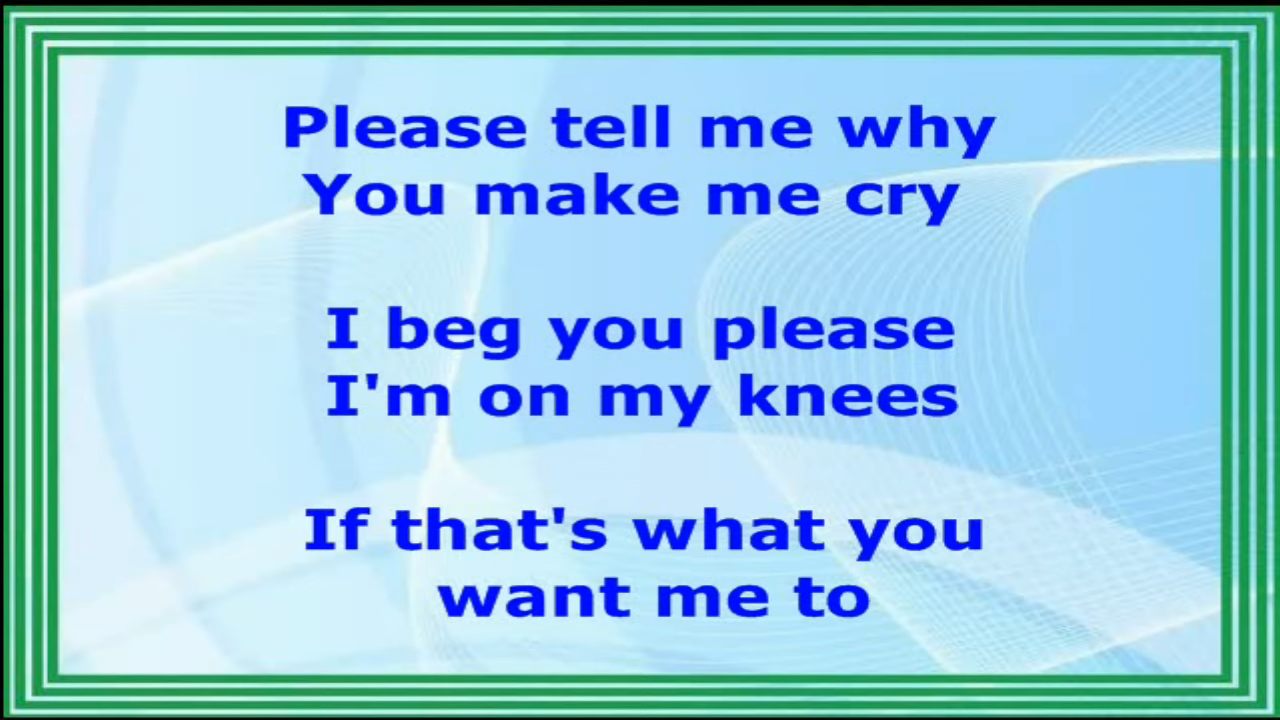 Please tell me why
You make me cry
I beg you please
I'm on my knees
If that's what you
want me to